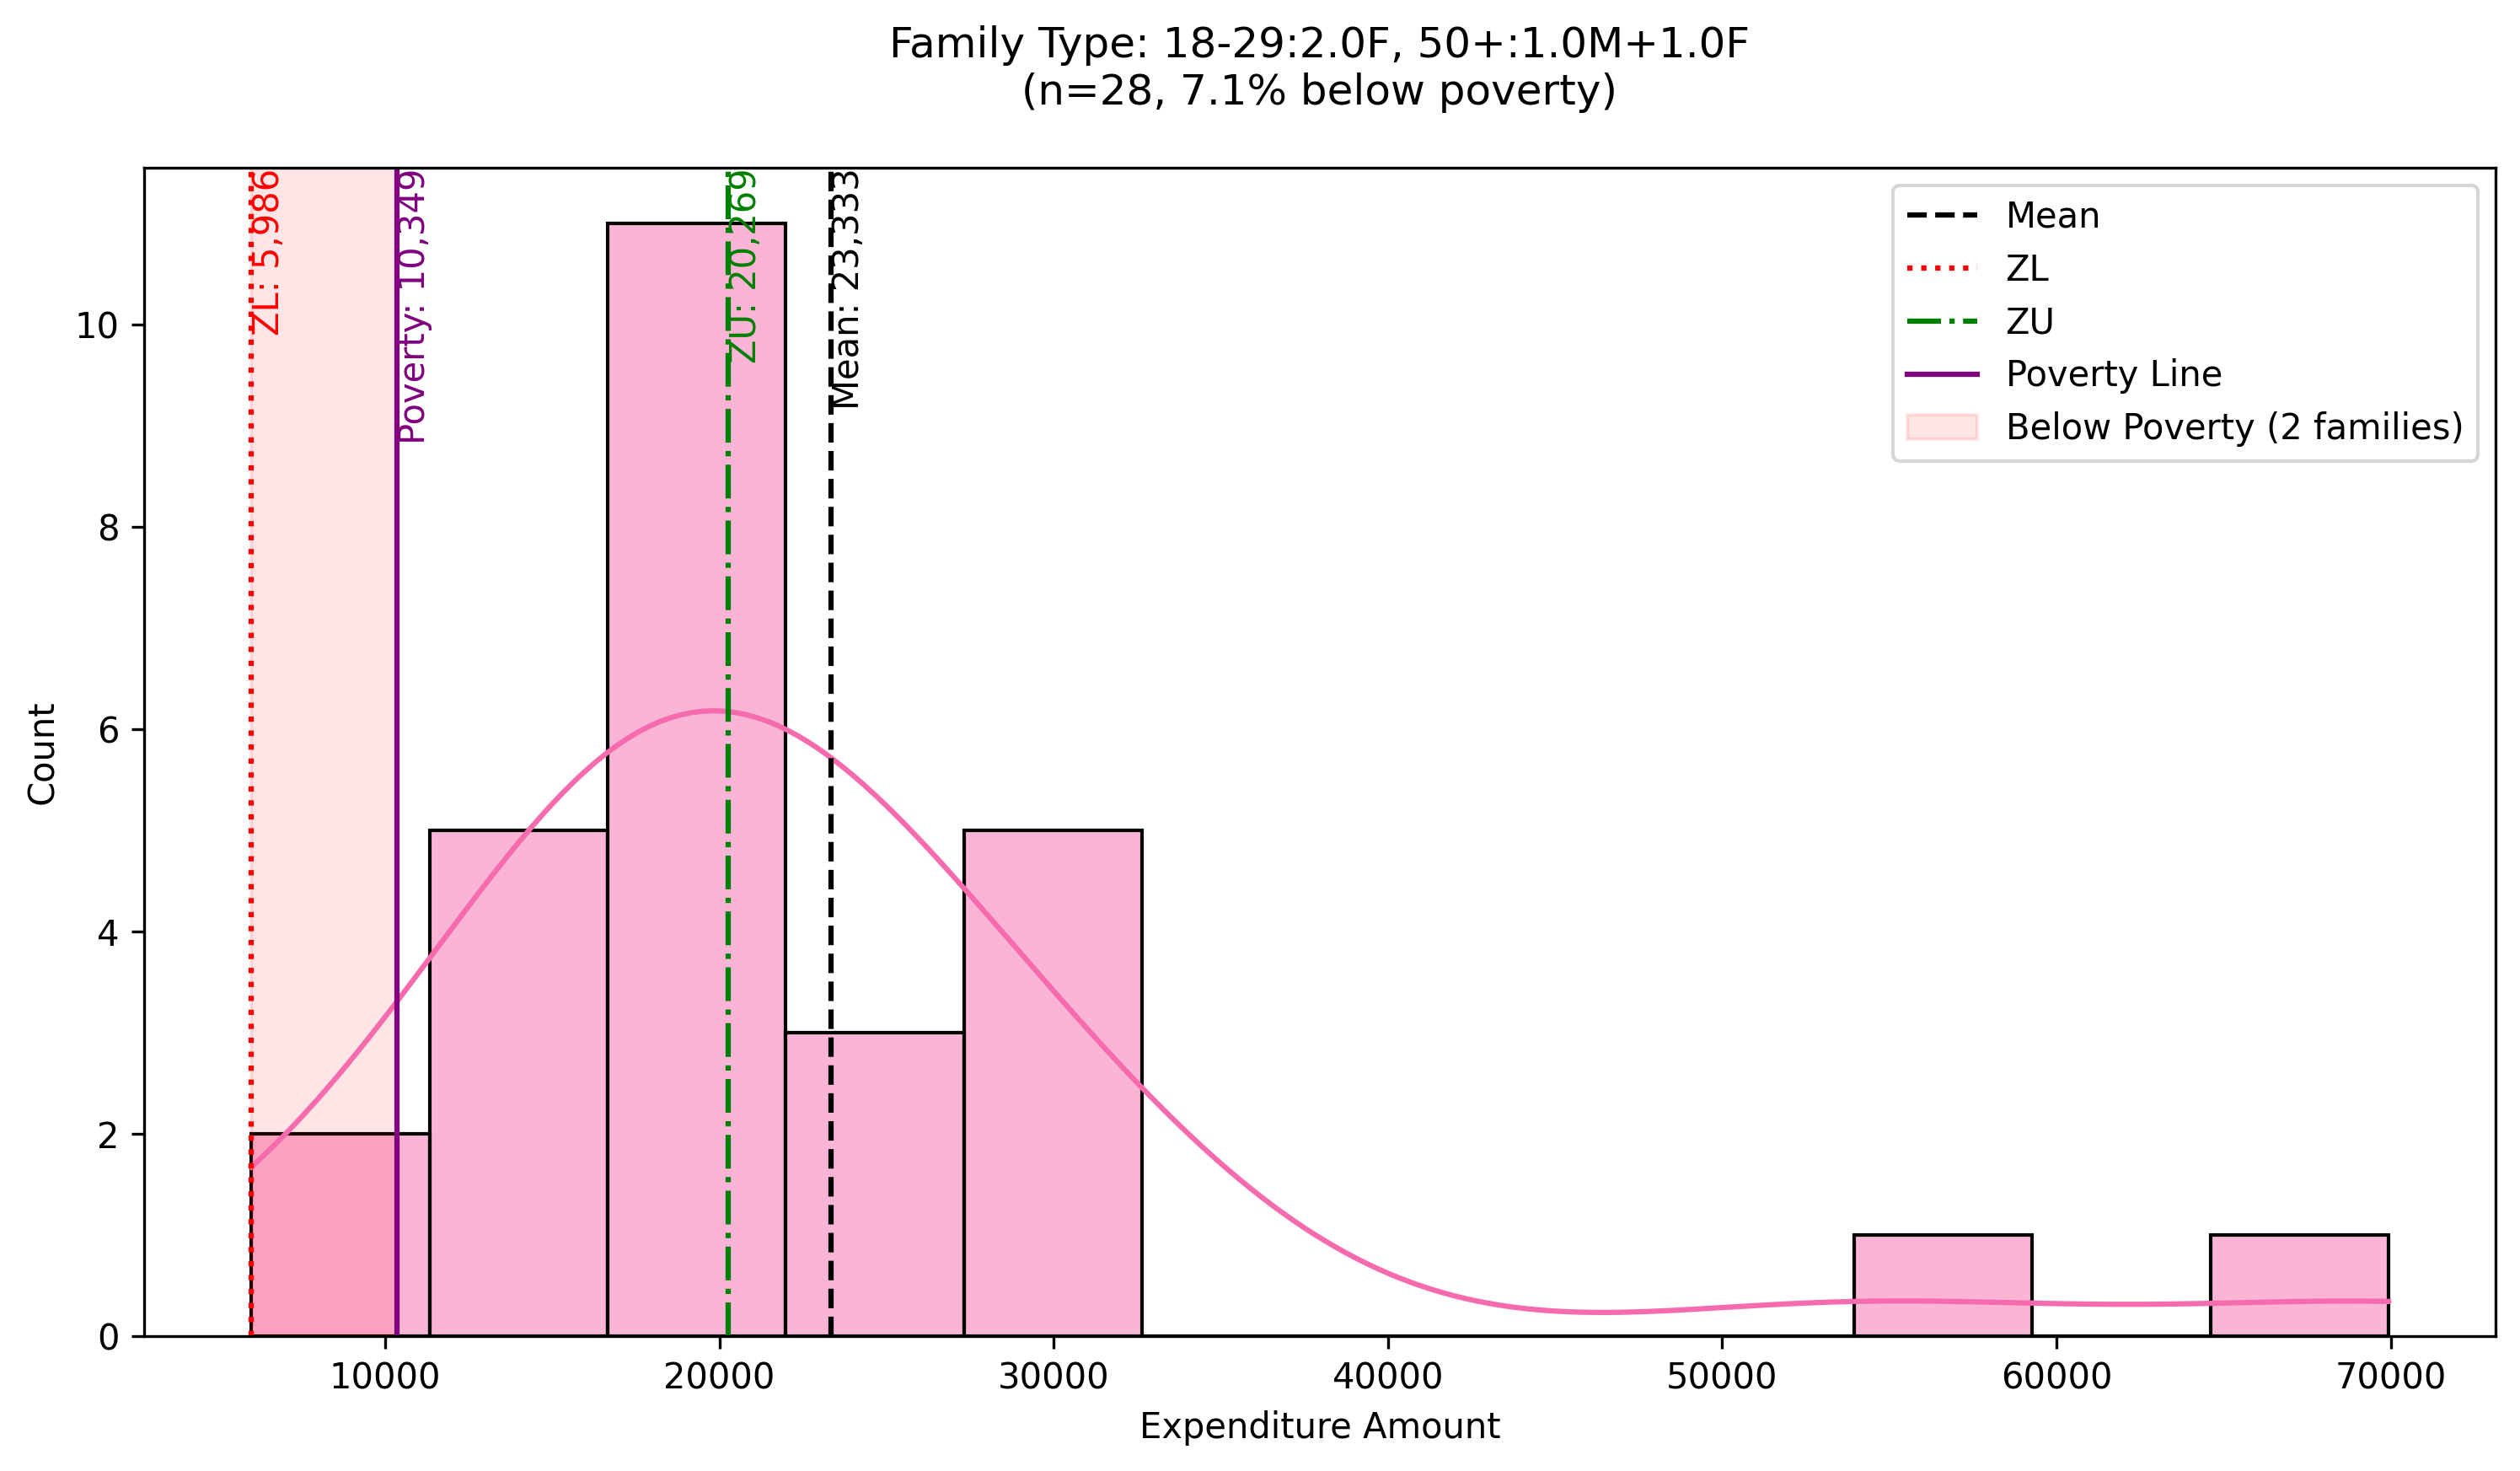 Family Type: 18-29:2.0F, 50+:1.0M+1.0F
(n=28, 7.1% below poverty)
ZL: 5,986
Poverty: 10,349
ZU: 20,269
Mean: 23,333
Mean
ZL
ZU
Poverty Line
Below Poverty (2 families)
Count
10
8
6
4
2
0
10000
20000
30000
40000
50000
60000
70000
Expenditure Amount